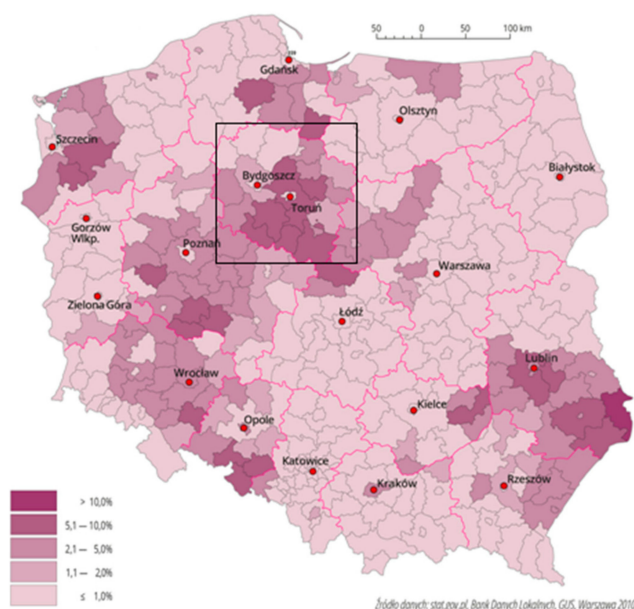 50 0 50 100 km
Gdańsk
Olsztyn
Szczecin
Białystok
Bydgoszcz
Toruń
Gorzów
Wlkp.
Poznań
Warszawa
Zielona Góra
Łódź
Wrocław
Lublin
Opole
Kielce
Katowice
Kraków
Rzeszów
> 10,0%
5,1 — 10,0%
2,1 — 5,0%
1,1 — 2,0%
≤ 1,0%
Źródło danych: stat.gov.pl, Bank Danych Lokalnych, GUS, Warszawa